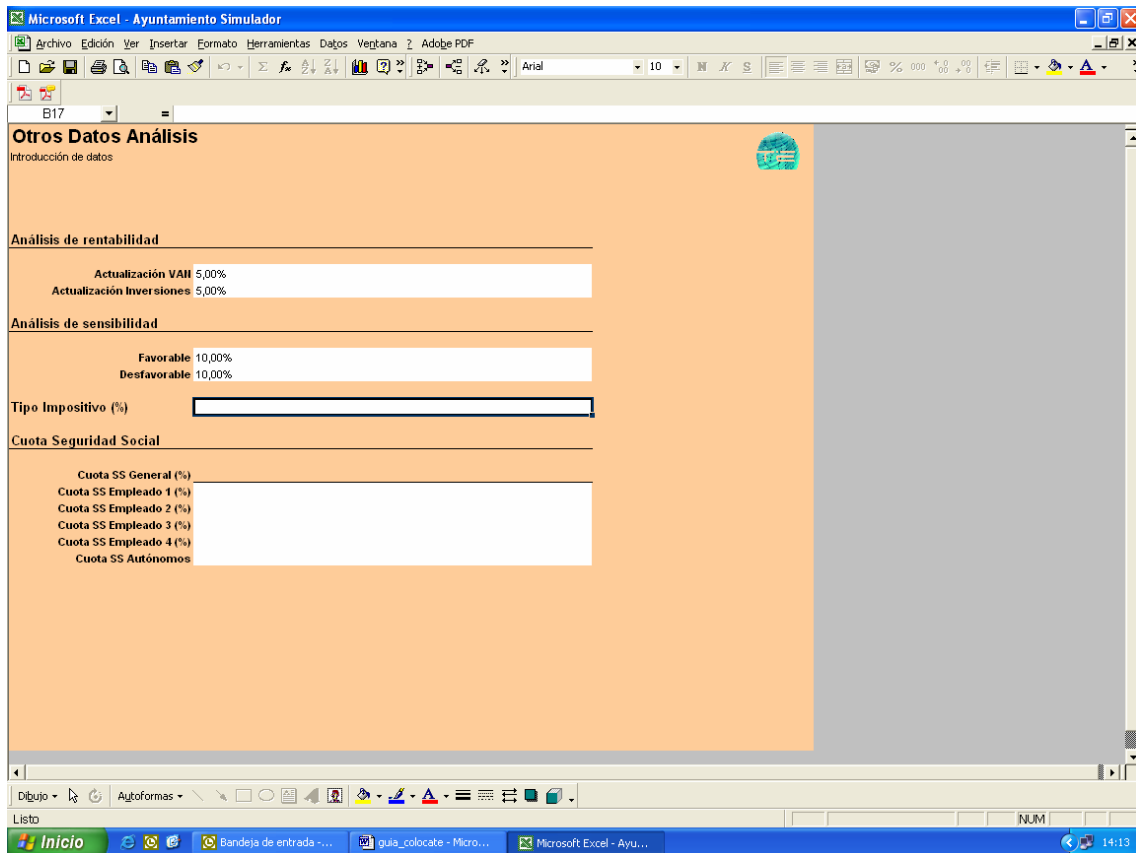 Microsoft Excel - Ayuntamiento Simulador
Archivo Edición Ver Insertar Formato Herramientas Datos Ventana ? Adobe PDF
Arial 10 N K S % 000
B17 =
Otros Datos Análisis
Introducción de datos
Análisis de rentabilidad
Actualización VAN 5,00%
Actualización Inversiones 5,00%
Análisis de sensibilidad
Favorable 10,00%
Desfavorable 10,00%
Tipo Impositivo (%)
Cuota Seguridad Social
Cuota SS General (%)
Cuota SS Empleado 1 (%)
Cuota SS Empleado 2 (%)
Cuota SS Empleado 3 (%)
Cuota SS Empleado 4 (%)
Cuota SS Autónomos
Dibujo Autoformas
Listo NUM
Inicio Bandeja de entrada -... guia_colocate - Micro... Microsoft Excel - Ayu... 14:13